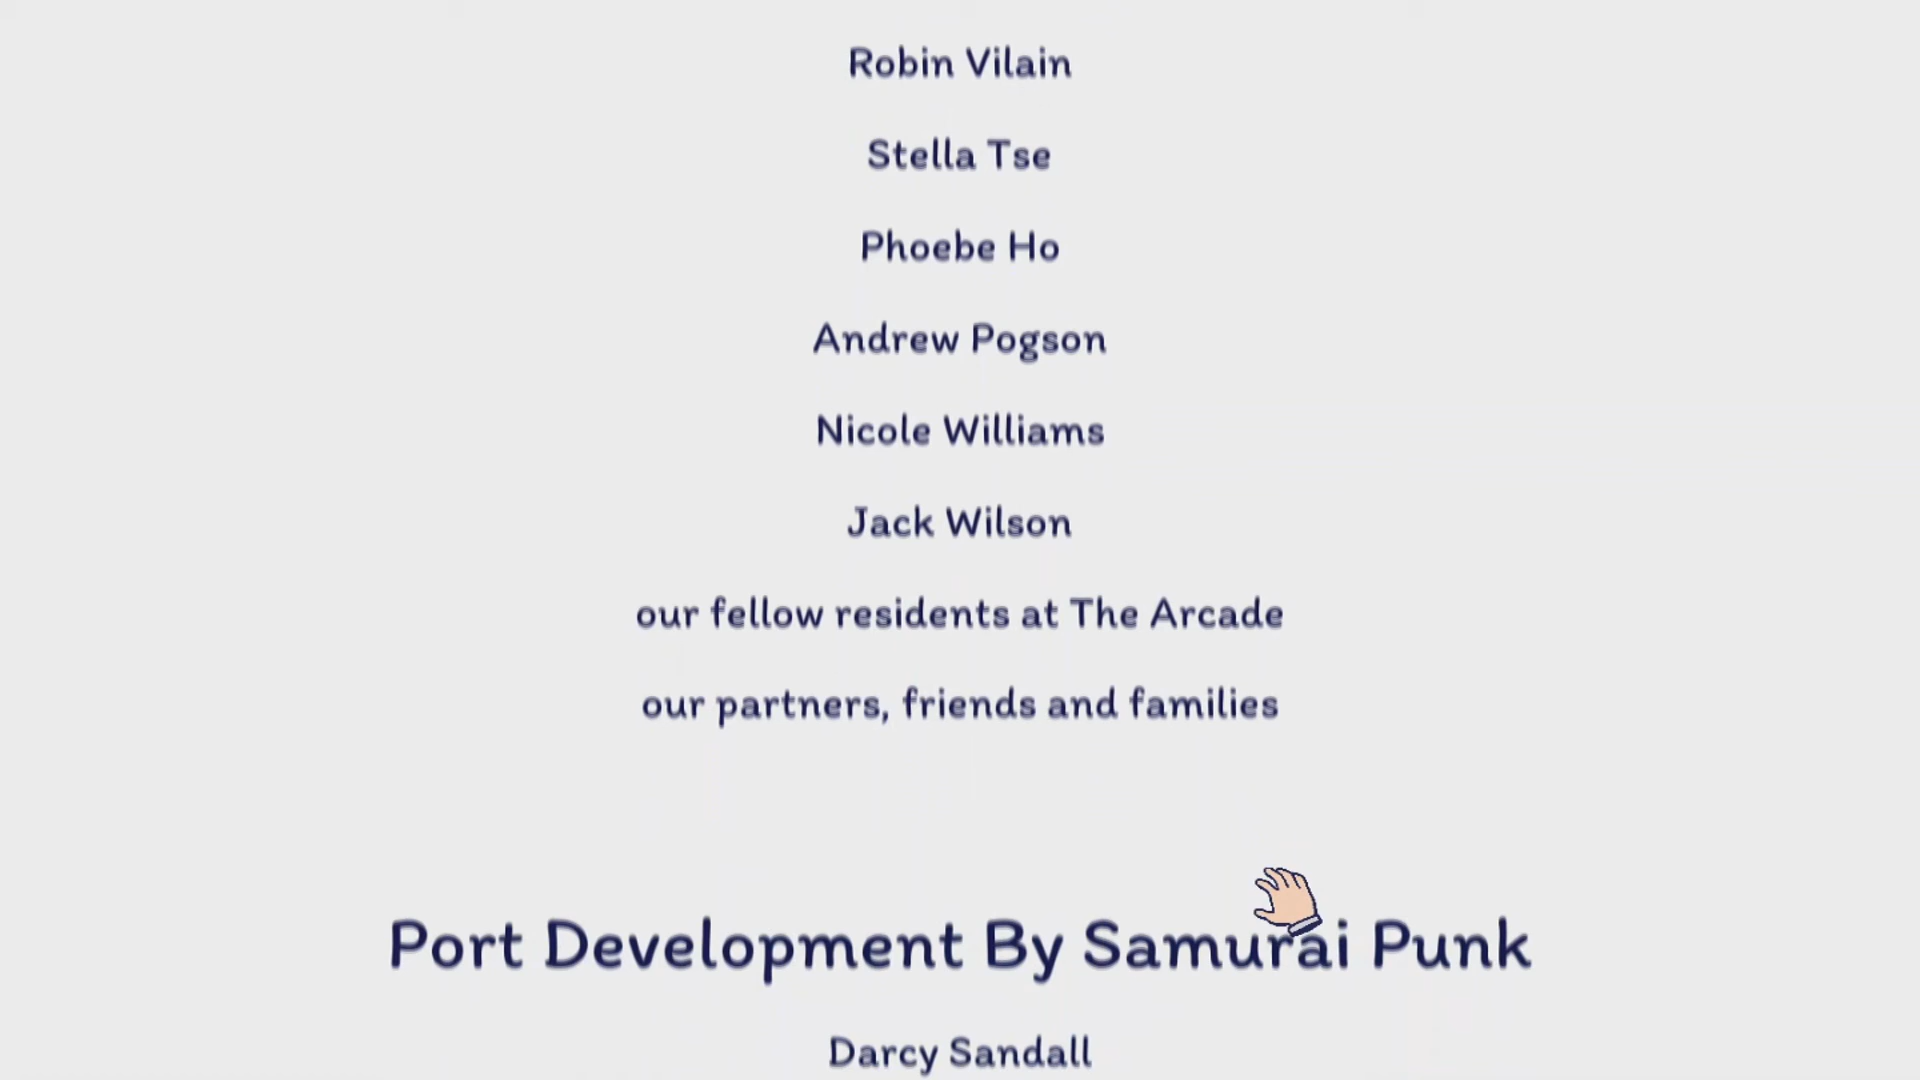 Robin Vilain
Stella Tse
Phoebe Ho
Andrew Pogson
Nicole Williams
Jack Wilson
our fellow residents at The Arcade
our partners, friends and families
Port Development By Samurai Punk
Darcy Sandall